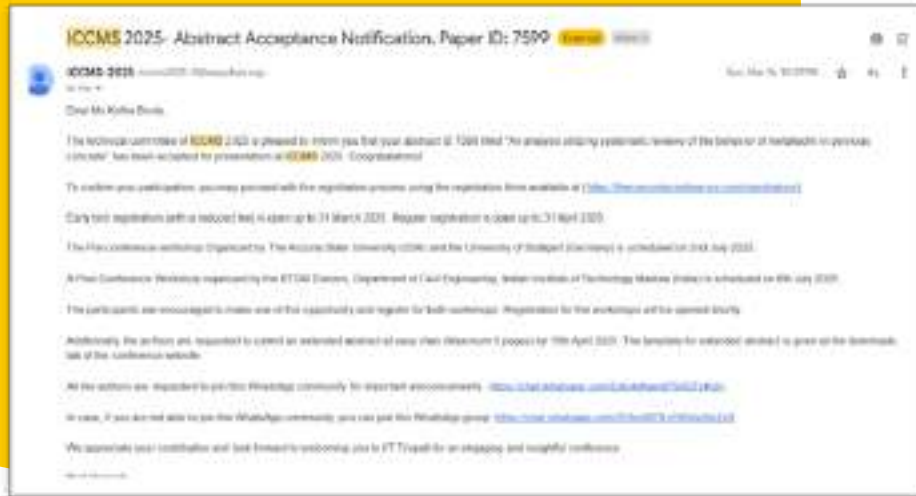 ICCMS 2025- Abstract Acceptance Notification. Paper ID: 7599 External
ICCMS 2025
to me
Dear Ms
The technical committee of ICCMS 2025 is pleased to inform you that your abstract ID titled "An analysis utilizing systematic reviews of the behavior of metakaolin in pervious
concrete" has been accepted for presentation at ICCMS 2025. Congratulations!
To confirm your participation, you may proceed with the registration process using the registration link available at
Early bird registration (with a reduced fee) is open up to 31 March 2025. Regular registration is open up to April 2025.
The Pre-conference workshop Organized by The Arizona State University (USA) and the University of Stuttgart (Germany) is scheduled on 2nd July 2025.
A Post Conference Workshop organized by the Department of Civil Engineering, Indian Institute of Technology Madras (India) is scheduled on 6th July 2025.
The participants are encouraged to make use of this opportunity and register for both workshops. Registration for the workshops will be opened shortly.
Additionally, the authors are requested to submit an extended abstract (Maximum pages) by 15th April 2025. The template for extended abstract is given at the downloads
tab of the conference website.
All the authors are requested to join this WhatsApp community for important announcements
In case, if you are not able to join this WhatsApp community, you can join this WhatsApp group
We appreciate your contribution and look forward to welcoming you to IIT Tirupati for an engaging and insightful conference